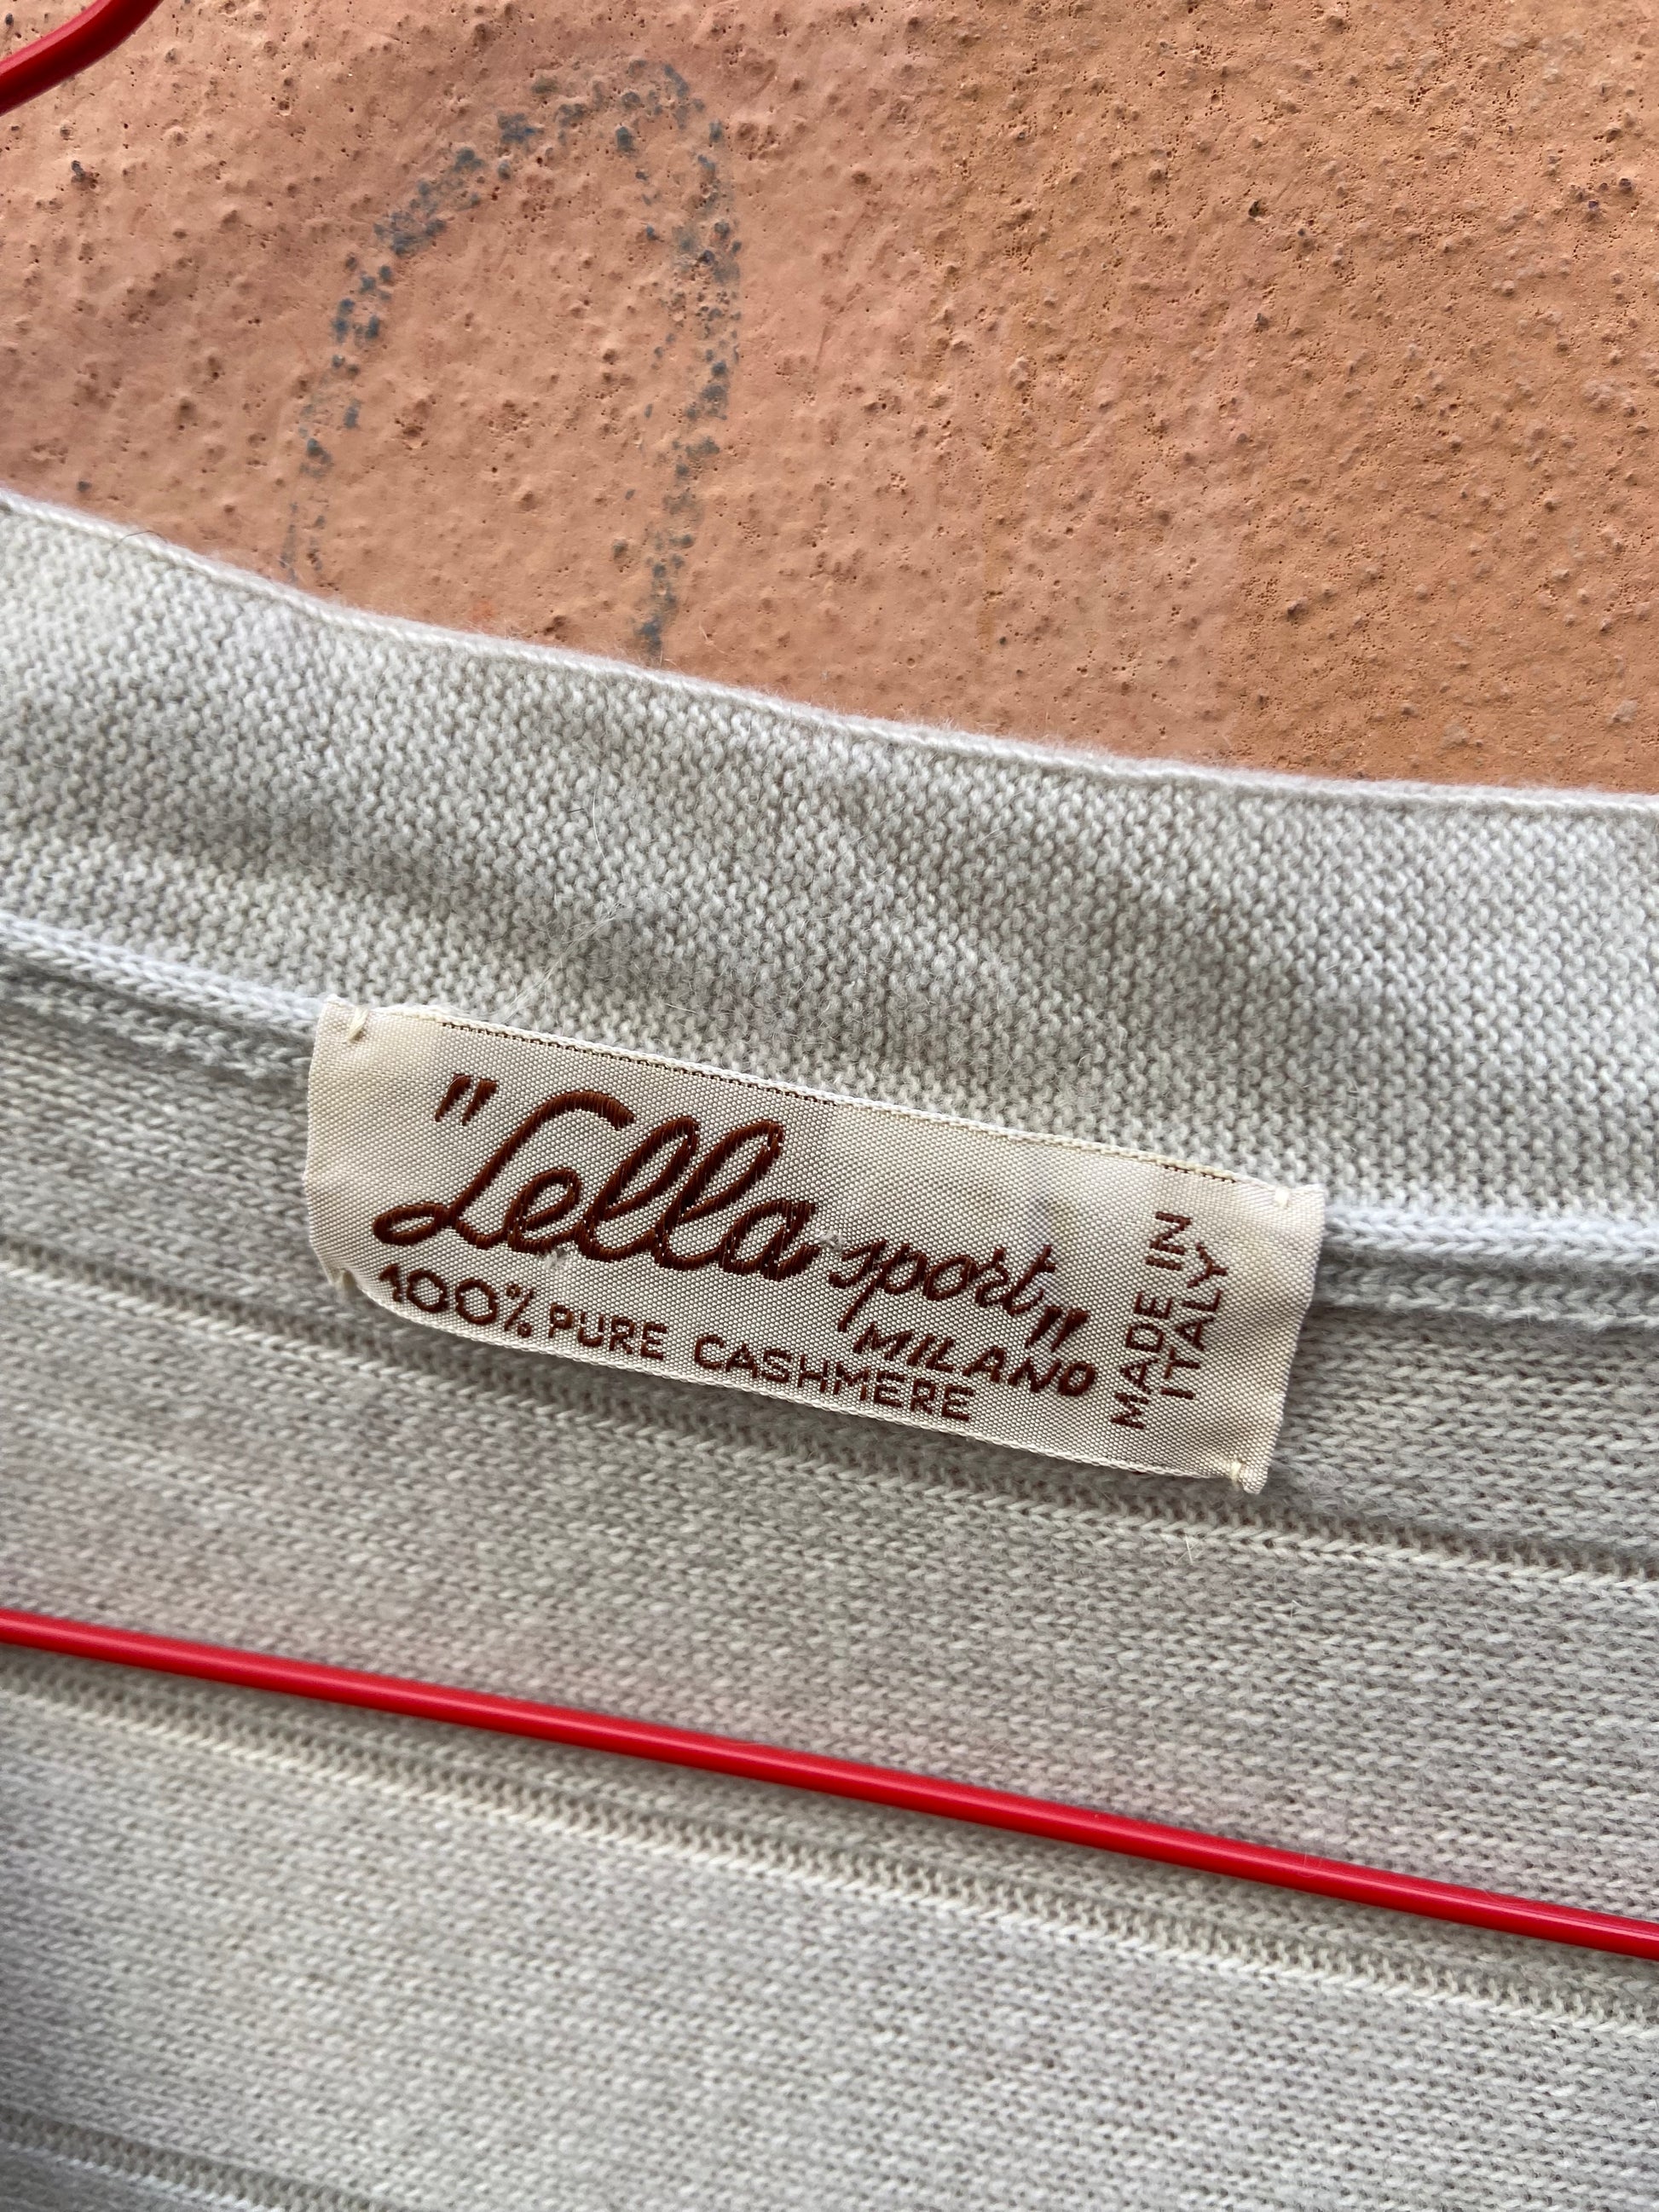 "Lella sport„
MILANO
100% PURE CASHMERE
MADE IN
ITALY